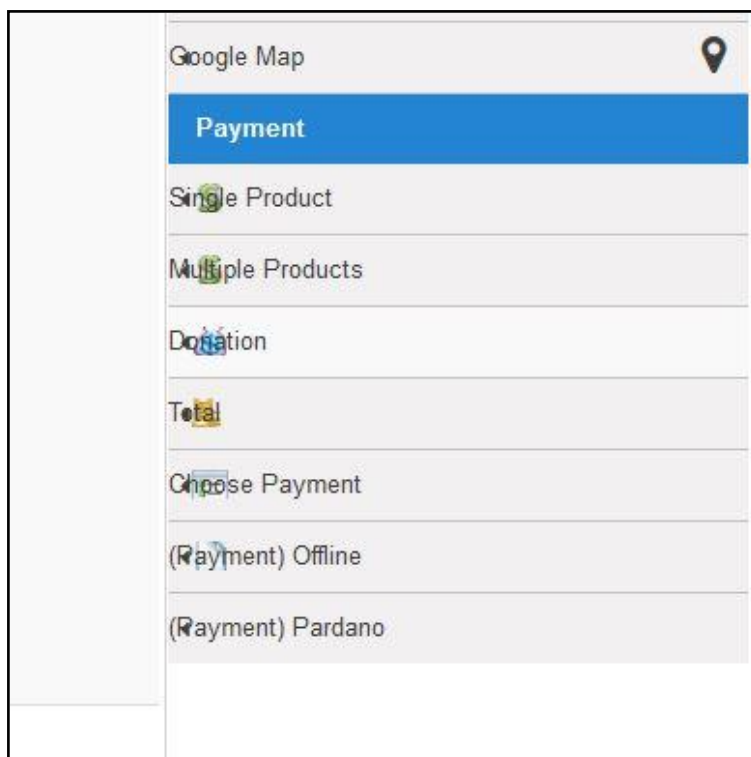 Google Map
Payment
Single Product
Multiple Products
Donation
Total
Choose Payment
(Payment) Offline
(Payment) Pardano